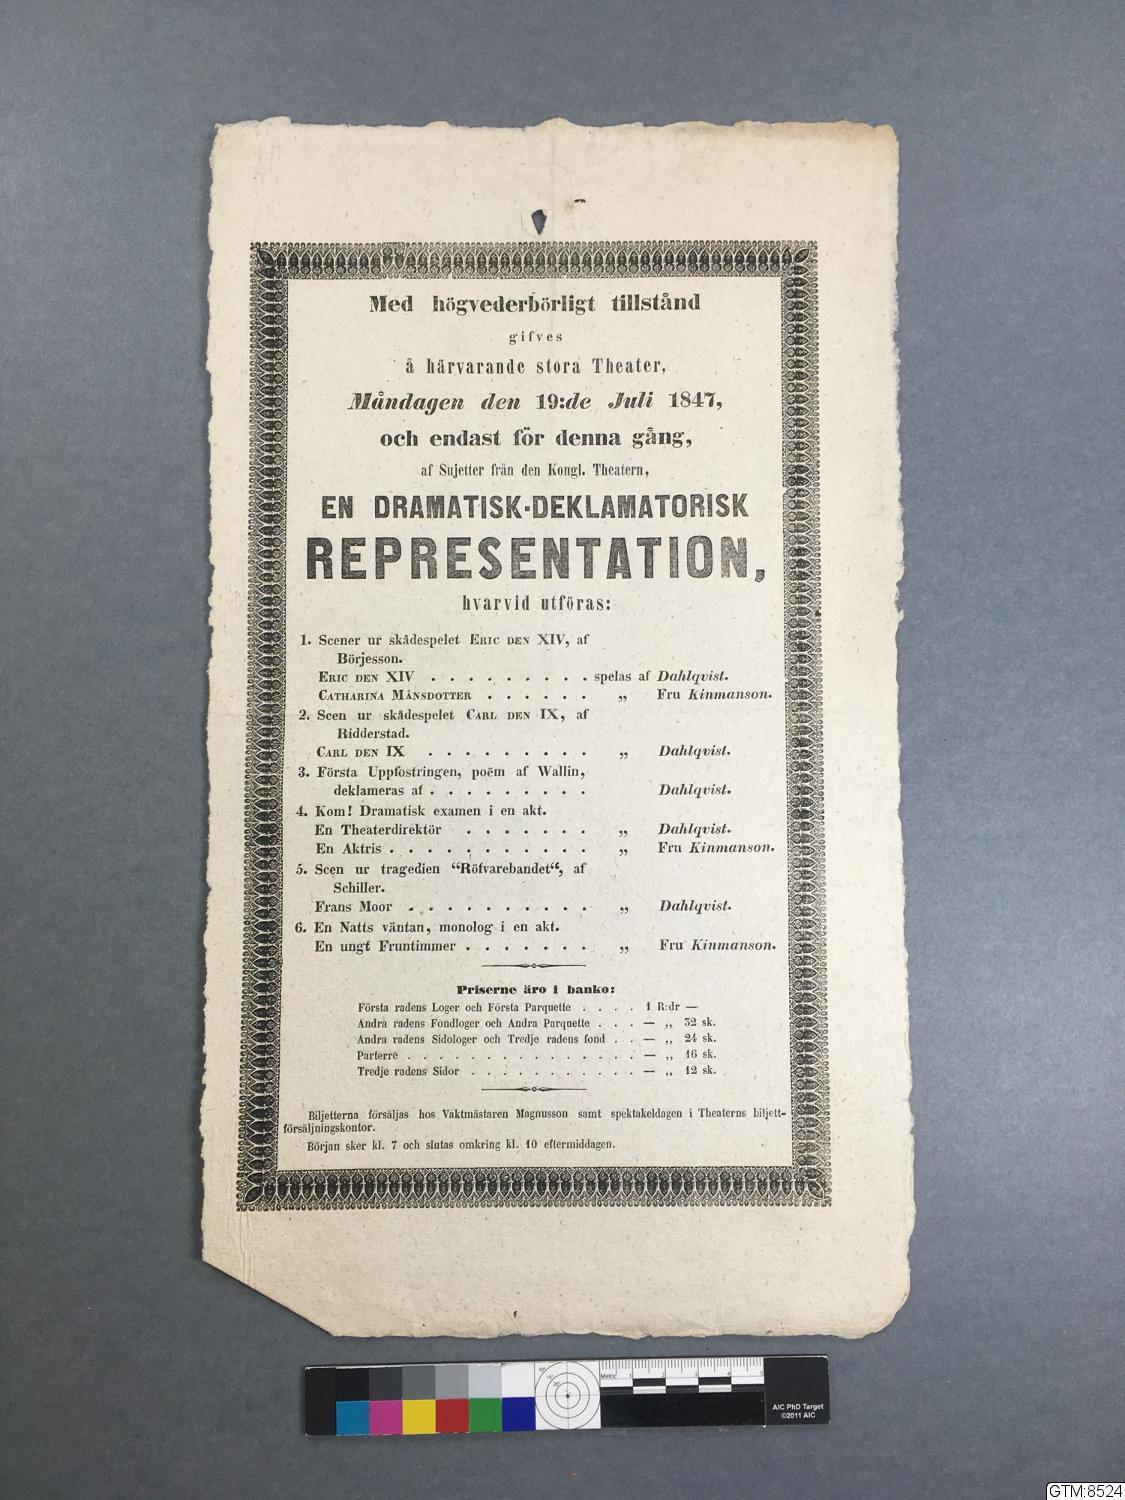 Med högvederbörligt tillstånd
gifves
å härvarande stora Theater,
Måndagen den 19:de Juli 1847,
och endast för denna gång,
af Sujetter från den Kongl. Theatern,
EN DRAMATISK-DEKLAMATORISK
REPRESENTATION,
hvarvid utföras:
1. Scener ur skådespelet ERIC DEN XIV, af
Börjesson.
ERIC DEN XIV . . . . . . . . . spelas af Dahlqvist.
CATHARINA MÅNSDOTTER . . . . . . „ Fru Kinmanson.
2. Scen ur skådespelet CARL DEN IX, af
Ridderstad.
CARL DEN IX . . . . . . . . . „ Dahlqvist.
3. Första Uppfostringen, poëm af Wallin,
deklameras af . . . . . . . . . Dahlqvist.
4. Kom! Dramatisk examen i en akt.
En Theaterdirektör . . . . . . . „ Dahlqvist.
En Aktris . . . . . . . . . . . „ Fru Kinmanson.
5. Scen ur tragedien “Röfvarebandet“, af
Schiller.
Frans Moor . . . . . . . . . . „ Dahlqvist.
6. En Natts väntan, monolog i en akt.
En ungt Fruntimmer . . . . . . . „ Fru Kinmanson.
Priserne äro i banko:
Första radens Loger och Första Parquette . . . . 1 R:dr —
Andra radens Fondloger och Andra Parquette . . . — „ 32 sk.
Andra radens Sidologer och Tredje radens fond . . — „ 24 sk.
Parterre . . . . . . . . . . . . . . — „ 16 sk.
Tredje radens Sidor . . . . . . . . . . . — „ 12 sk.
Biljetterna försäljas hos Vaktmästaren Magnusson samt spektakeldagen i Theaterns biljett-
försäljningskontor.
Början sker kl. 7 och slutas omkring kl. 10 eftermiddagen.
Metric 1 2 3 4 5
AIC PhD Target
©2011 AIC
GTM:8524